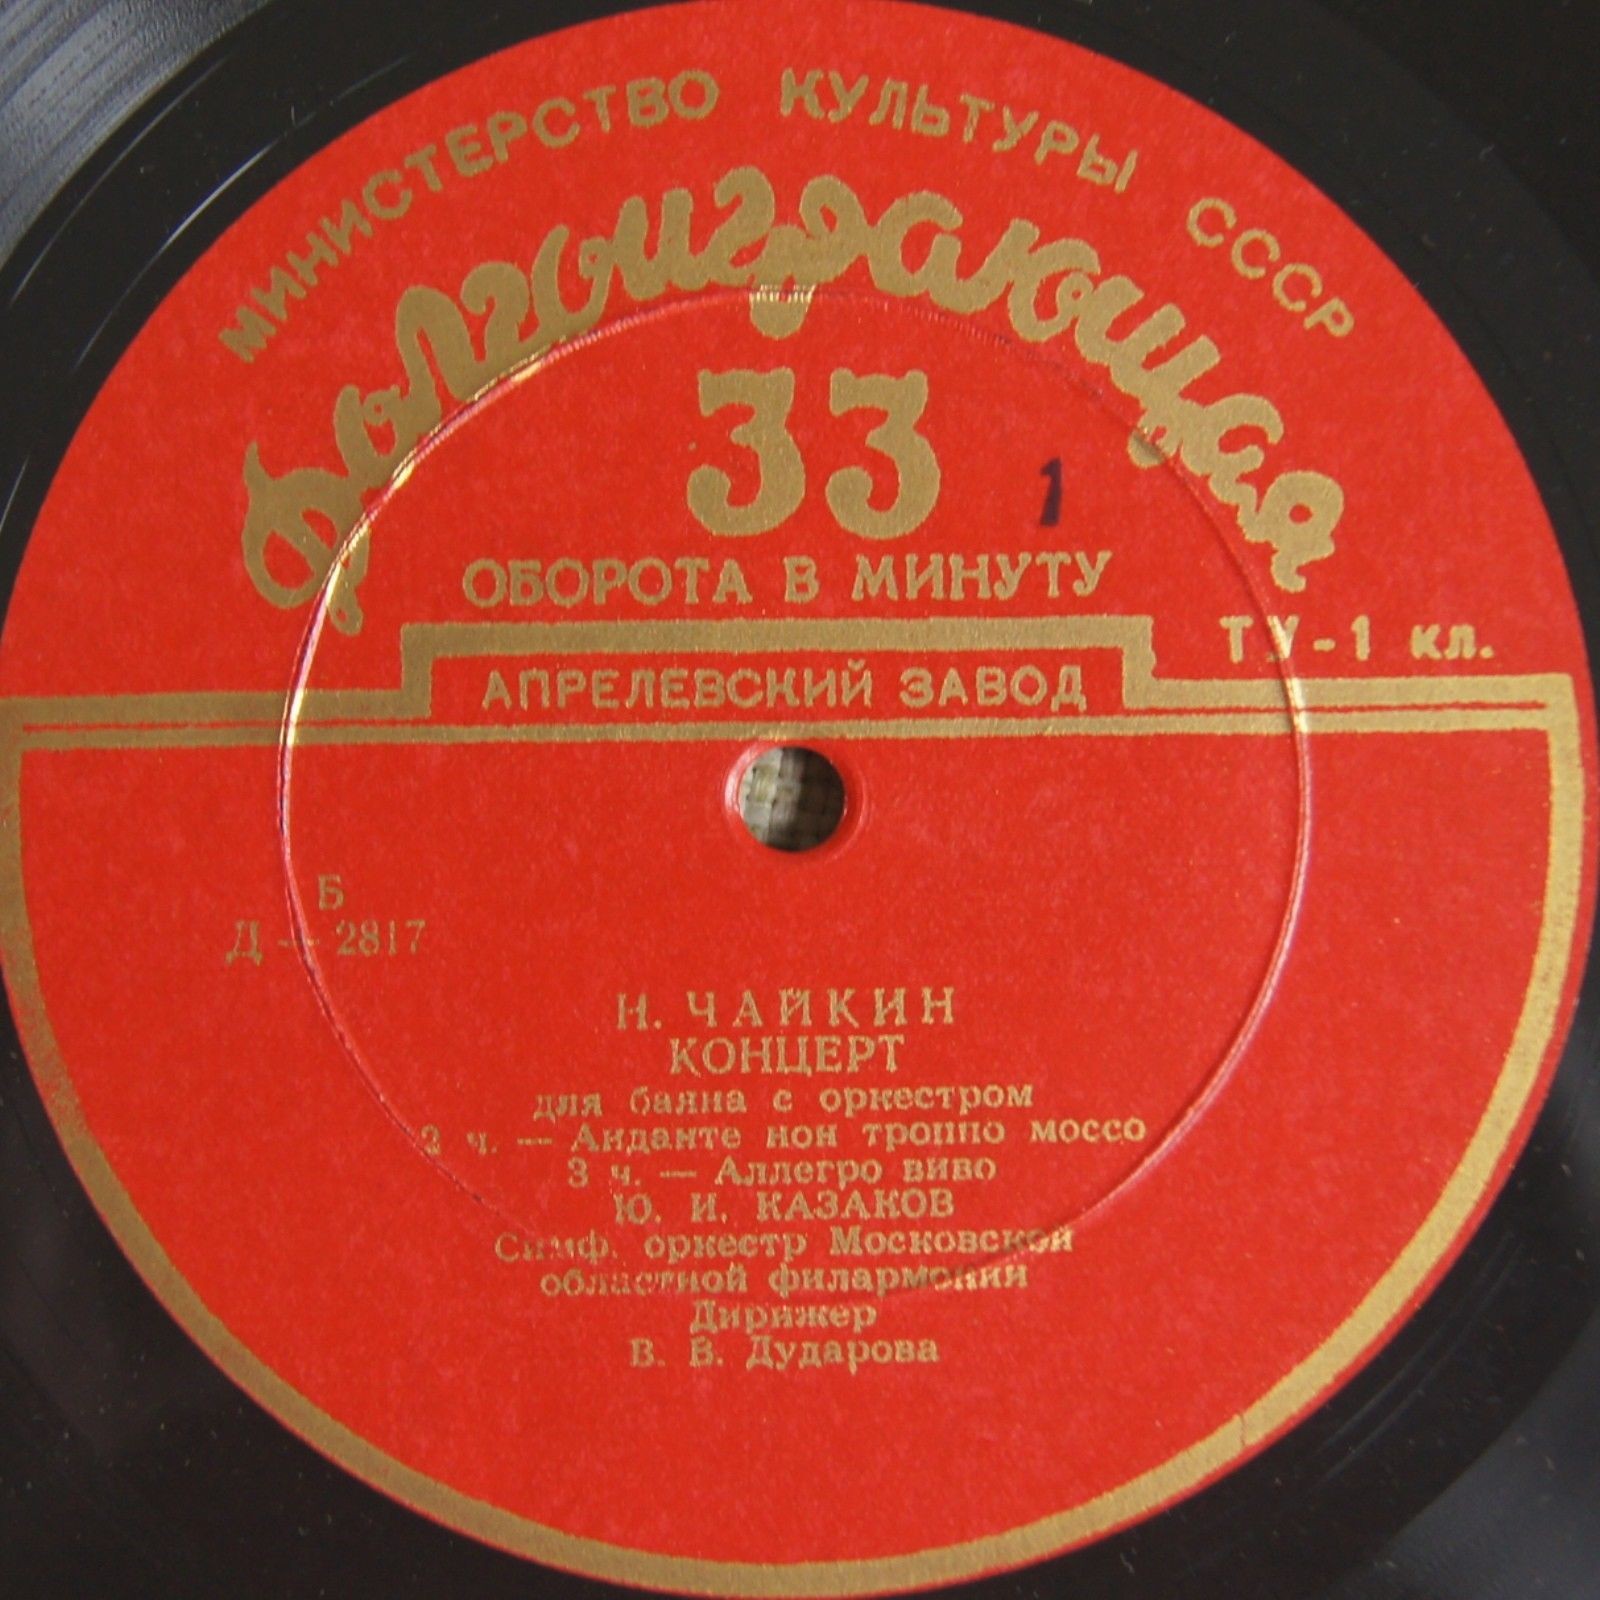 МИНИСТЕРСТВО КУЛЬТУРЫ СССР
Долгоиграющая
33
1
ОБОРОТА В МИНУТУ
ТУ-1 кл.
АПРЕЛЕВСКИЙ ЗАВОД
Б
Д — 2817
Н. ЧАЙКИН
КОНЦЕРТ
для баяна с оркестром
2 ч. — Анданте нон троппо моссо
3 ч. — Аллегро виво
Ю. И. КАЗАКОВ
Симф. оркестр Московской
областной филармонии
Дирижер
В. В. Дударова